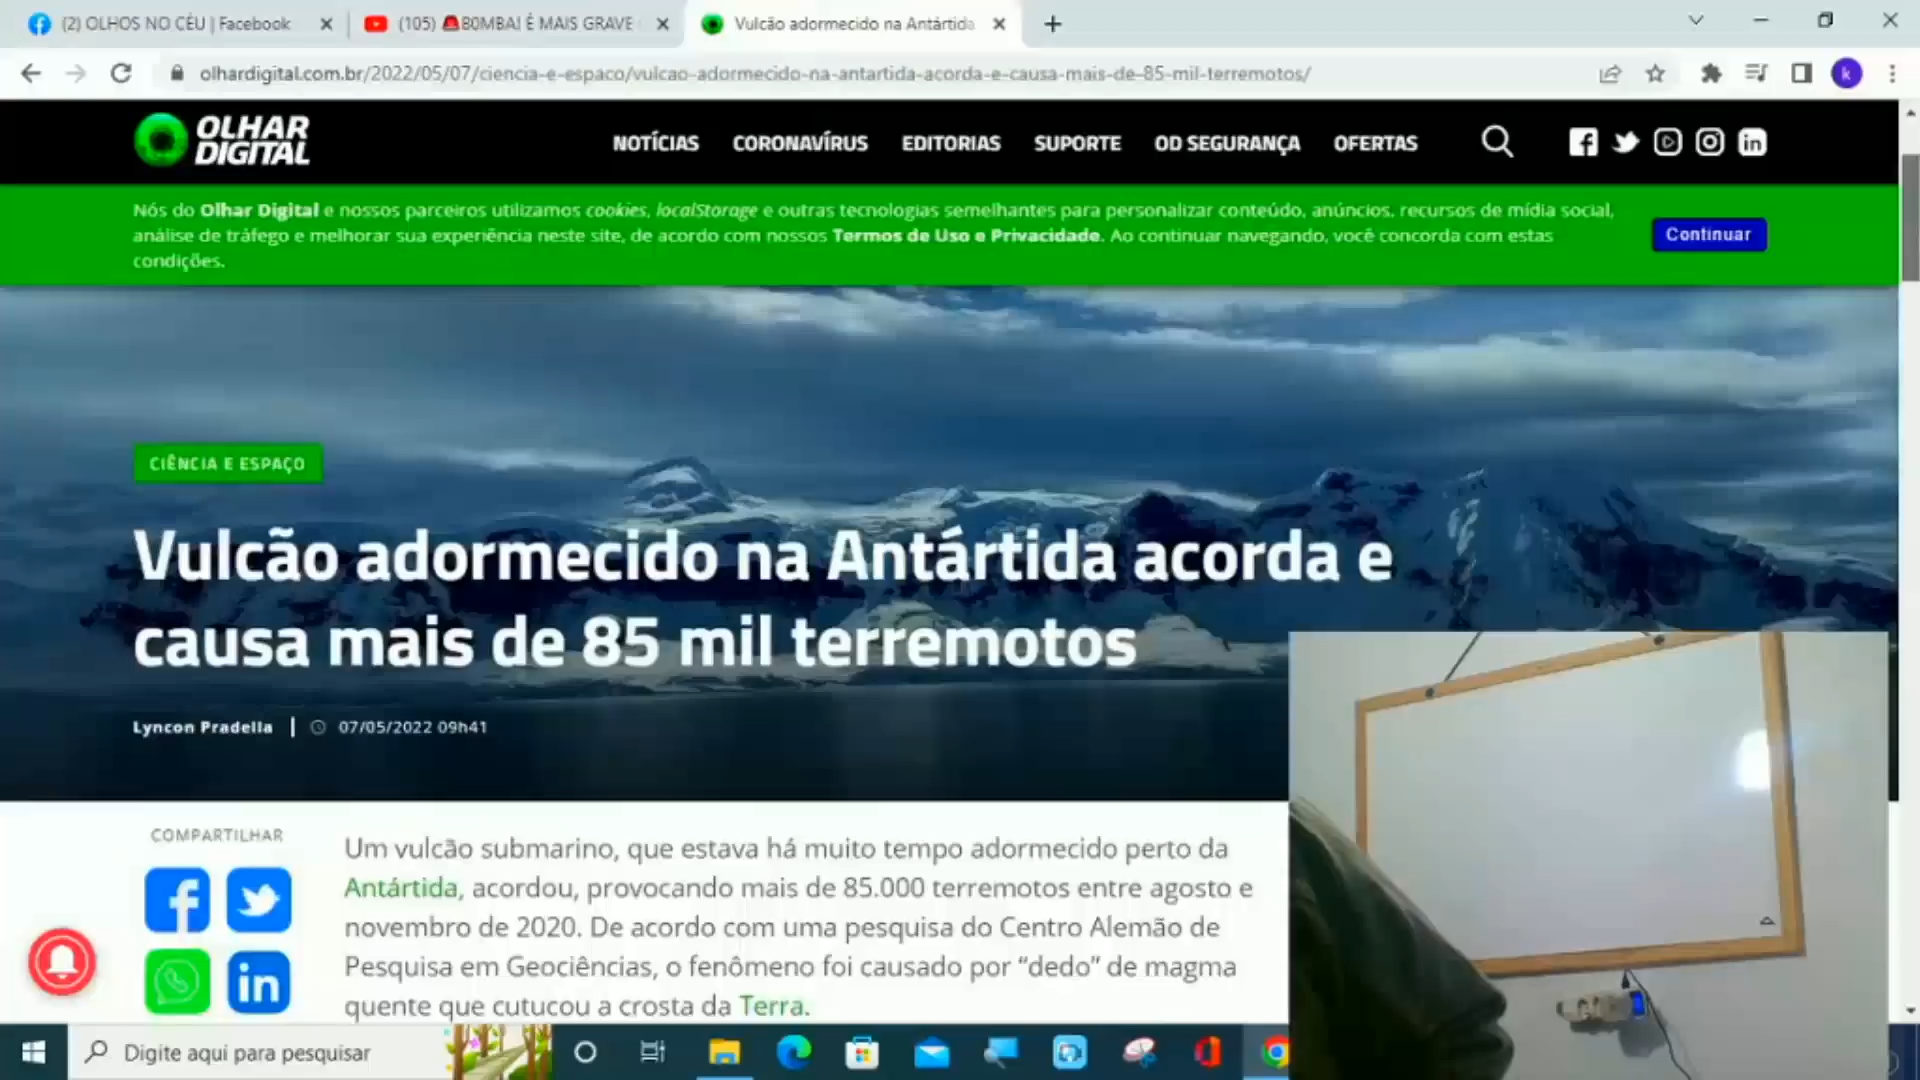 (2) OLHOS NO CÉU | Facebook
(105) 🚨BOMBA! É MAIS GRAVE
Vulcão adormecido na Antártida
olhardigital.com.br/2022/05/07/ciencia-e-espaco/vulcao-adormecido-na-antartida-acorda-e-causa-mais-de-85-mil-terremotos/
k
OLHAR
DIGITAL
NOTÍCIAS CORONAVÍRUS EDITORIAS SUPORTE OD SEGURANÇA OFERTAS
Nós do Olhar Digital e nossos parceiros utilizamos cookies, localStorage e outras tecnologias semelhantes para personalizar conteúdo, anúncios, recursos de mídia social,
análise de tráfego e melhorar sua experiência neste site, de acordo com nossos Termos de Uso e Privacidade. Ao continuar navegando, você concorda com estas
condições.
Continuar
CIÊNCIA E ESPAÇO
Vulcão adormecido na Antártida acorda e
causa mais de 85 mil terremotos
Lyncon Pradella | 07/05/2022 09h41
COMPARTILHAR
Um vulcão submarino, que estava há muito tempo adormecido perto da
Antártida, acordou, provocando mais de 85.000 terremotos entre agosto e
novembro de 2020. De acordo com uma pesquisa do Centro Alemão de
Pesquisa em Geociências, o fenômeno foi causado por “dedo” de magma
quente que cutucou a crosta da Terra.
Digite aqui para pesquisar